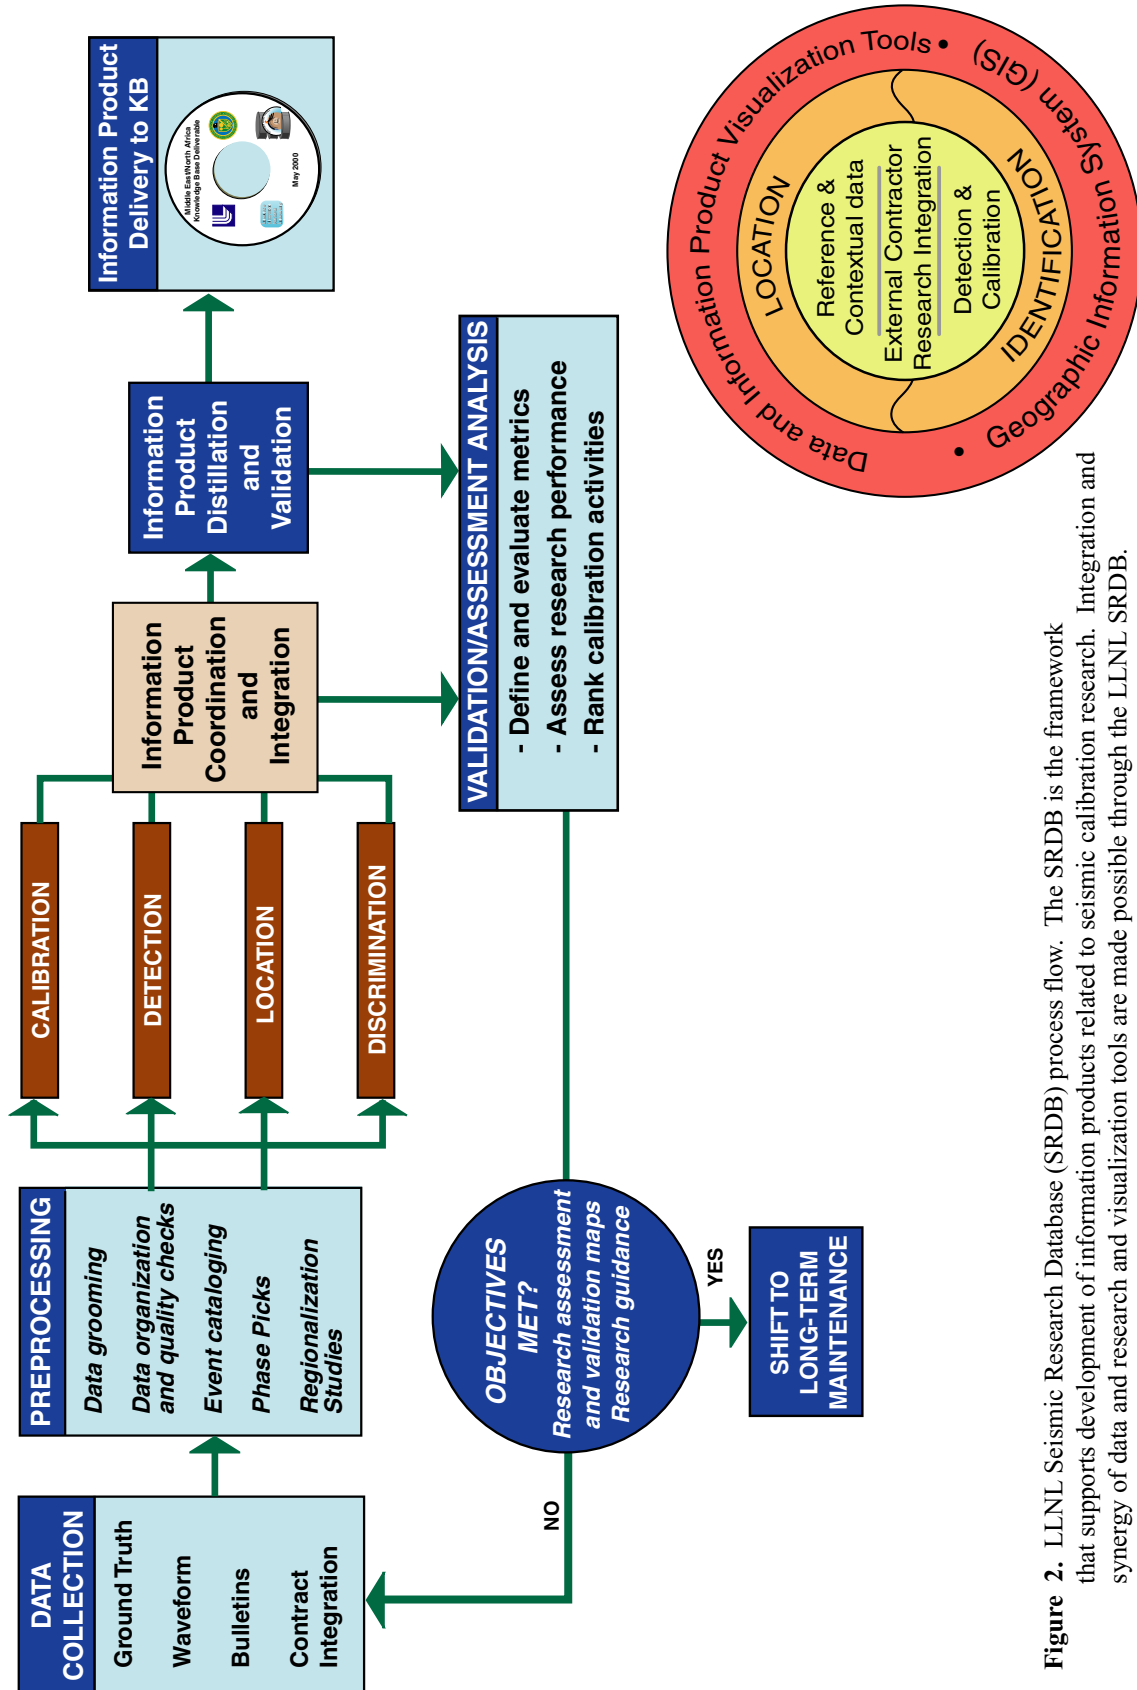 DATA
COLLECTION
Ground Truth
Waveform
Bulletins
Contract
Integration
PREPROCESSING
Data grooming
Data organization
and quality checks
Event cataloging
Phase Picks
Regionalization
Studies
CALIBRATION
DETECTION
LOCATION
DISCRIMINATION
Information
Product
Coordination
and
Integration
Information
Product
Distillation
and
Validation
Information Product
Delivery to KB
Middle East/North Africa
Knowledge Base Deliverable
May 2000
VALIDATION/ASSESSMENT ANALYSIS
- Define and evaluate metrics
- Assess research performance
- Rank calibration activities
OBJECTIVES
MET?
Research assessment
and validation maps
Research guidance
NO
YES
SHIFT TO
LONG-TERM
MAINTENANCE
Data and Information Product Visualization Tools •
Geographic Information System (GIS) •
LOCATION
IDENTIFICATION
Reference &
Contextual data
External Contractor
Research Integration
Detection &
Calibration
Figure 2. LLNL Seismic Research Database (SRDB) process flow. The SRDB is the framework
that supports development of information products related to seismic calibration research. Integration and
synergy of data and research and visualization tools are made possible through the LLNL SRDB.